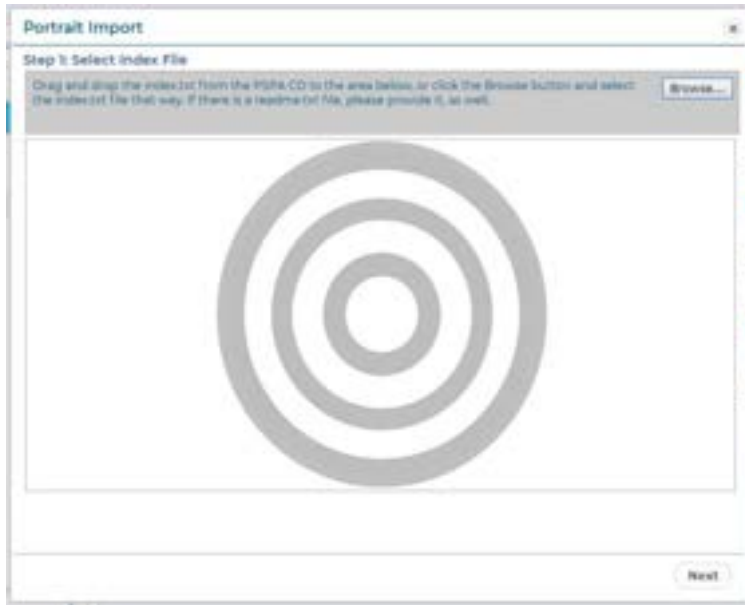 Portrait Import
Step 1: Select Index File
Drag and drop the index.txt from the PSPA CD to the area below, or click the Browse button and select
the index.txt file that way. If there is a readme.txt file, please provide it, as well.
Browse...
Next